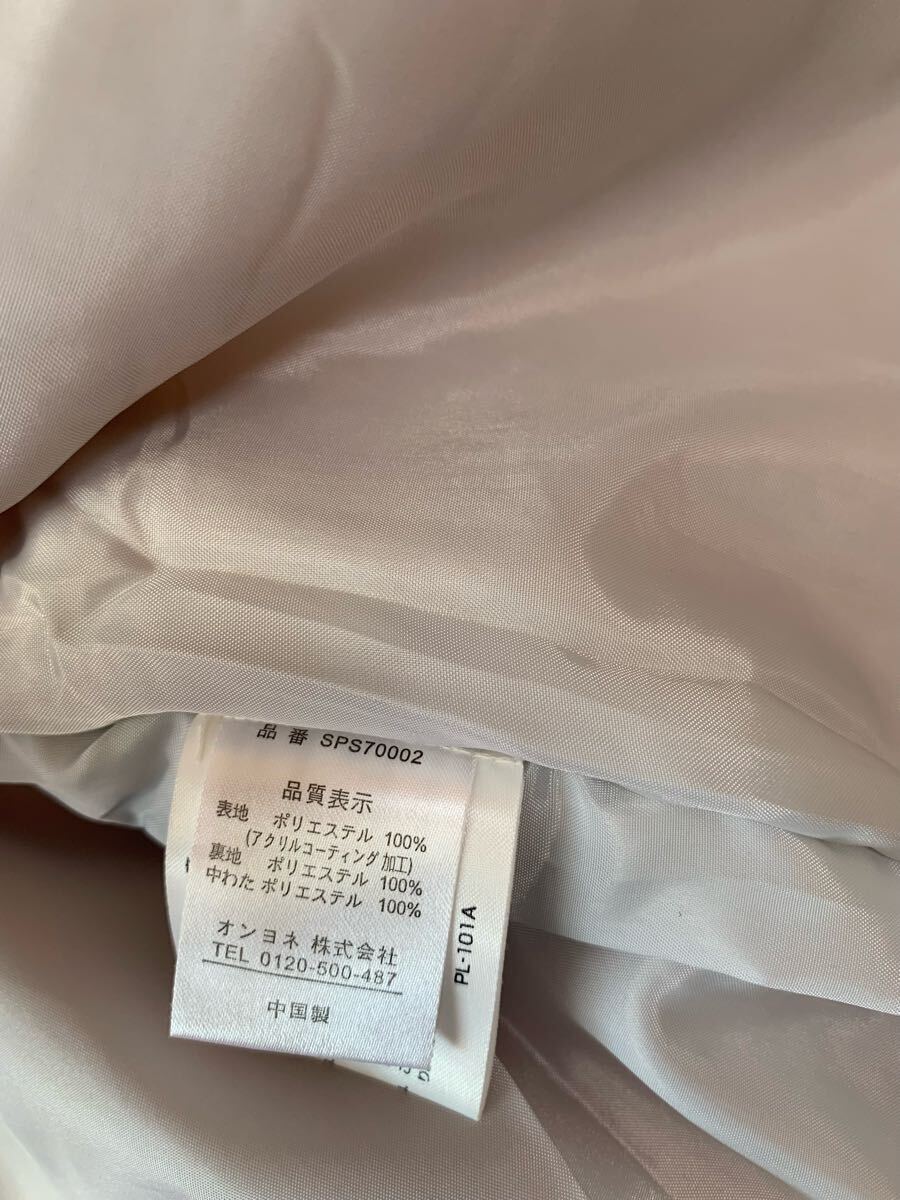 品番 SPS70002
品質表示
表地 ポリエステル 100%
(アクリルコーティング加工)
裏地 ポリエステル 100%
中わた ポリエステル 100%
オンヨネ 株式会社
TEL 0120-500-487
中国製
PL-101A